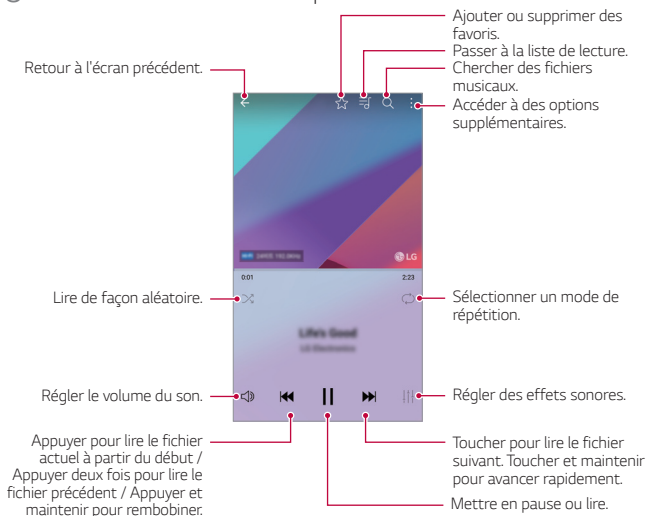 Ajouter ou supprimer des
favoris.
Passer à la liste de lecture.
Chercher des fichiers
musicaux.
Accéder à des options
supplémentaires.
Retour à l'écran précédent.
LG
0:01
2:23
Lire de façon aléatoire.
Sélectionner un mode de
répétition.
Life's Good
LG Electronics
Régler le volume du son.
Régler des effets sonores.
Appuyer pour lire le fichier
actuel à partir du début /
Appuyer deux fois pour lire le
fichier précédent / Appuyer et
maintenir pour rembobiner.
Toucher pour lire le fichier
suivant. Toucher et maintenir
pour avancer rapidement.
Mettre en pause ou lire.